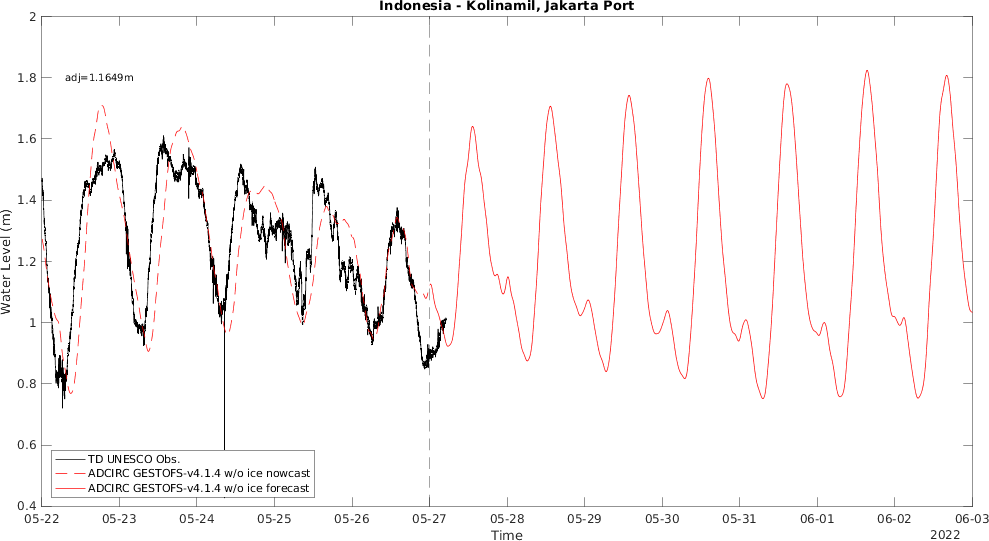 Indonesia - Kolinamil, Jakarta Port
adj=1.1649m
Water Level (m)
2
1.8
1.6
1.4
1.2
1
0.8
0.6
0.4
TD UNESCO Obs.
ADCIRC GESTOFS-v4.1.4 w/o ice nowcast
ADCIRC GESTOFS-v4.1.4 w/o ice forecast
05-22 05-23 05-24 05-25 05-26 05-27 05-28 05-29 05-30 05-31 06-01 06-02 06-03
Time
2022